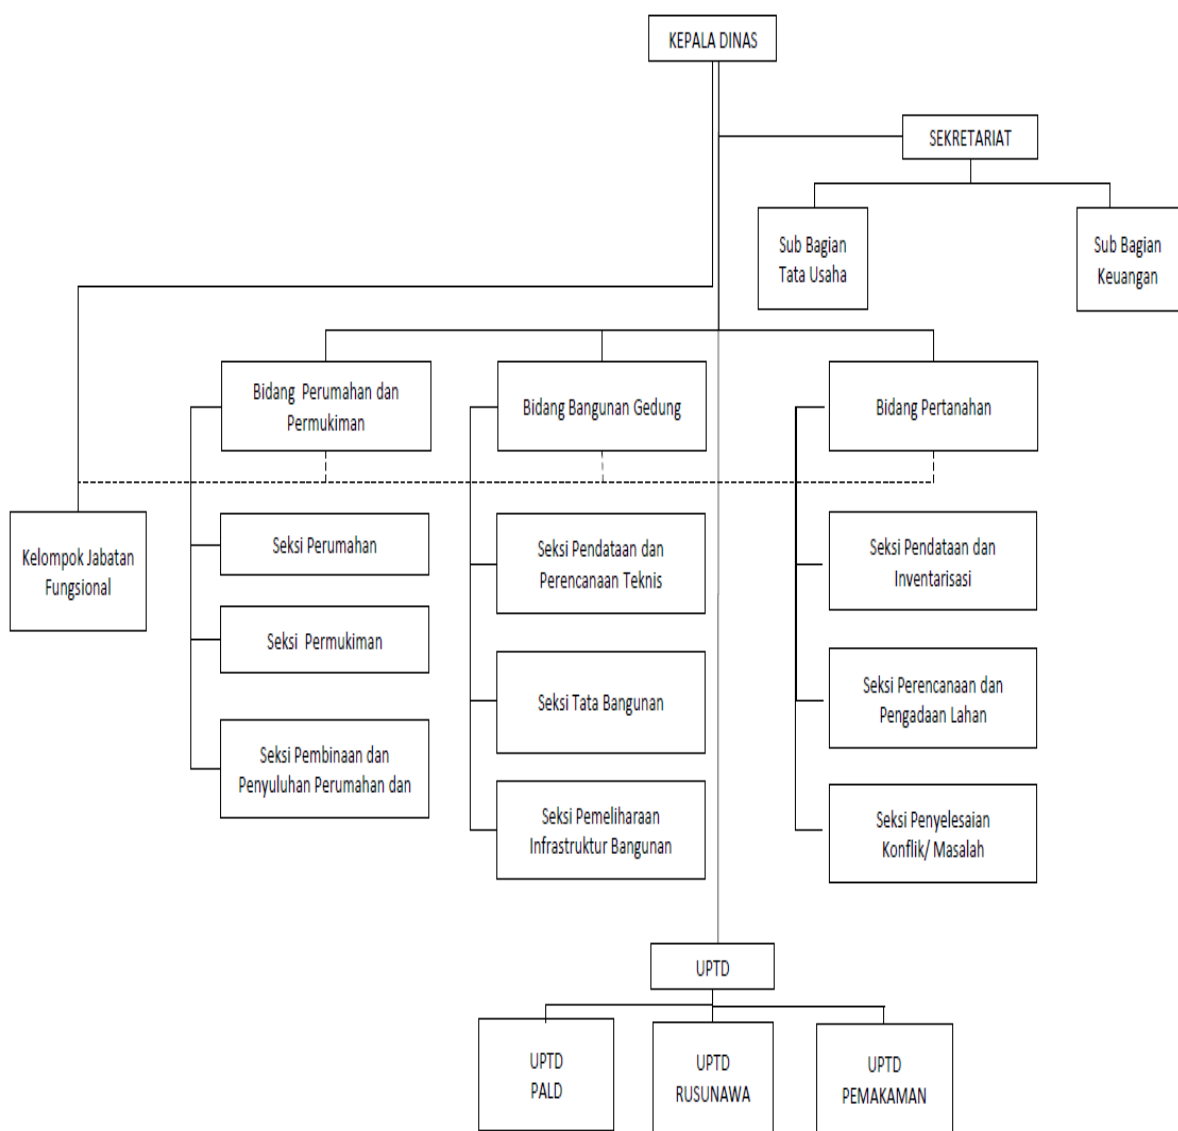 KEPALA DINAS
SEKRETARIAT
Sub Bagian
Tata Usaha
Sub Bagian
Keuangan
Bidang Perumahan dan
Permukiman
Bidang Bangunan Gedung
Bidang Pertanahan
Kelompok Jabatan
Fungsional
Seksi Perumahan
Seksi Permukiman
Seksi Pembinaan dan
Penyuluhan Perumahan dan
Seksi Pendataan dan
Perencanaan Teknis
Seksi Tata Bangunan
Seksi Pemeliharaan
Infrastruktur Bangunan
Seksi Pendataan dan
Inventarisasi
Seksi Perencanaan dan
Pengadaan Lahan
Seksi Penyelesaian
Konflik/ Masalah
UPTD
UPTD
PALD
UPTD
RUSUNAWA
UPTD
PEMAKAMAN